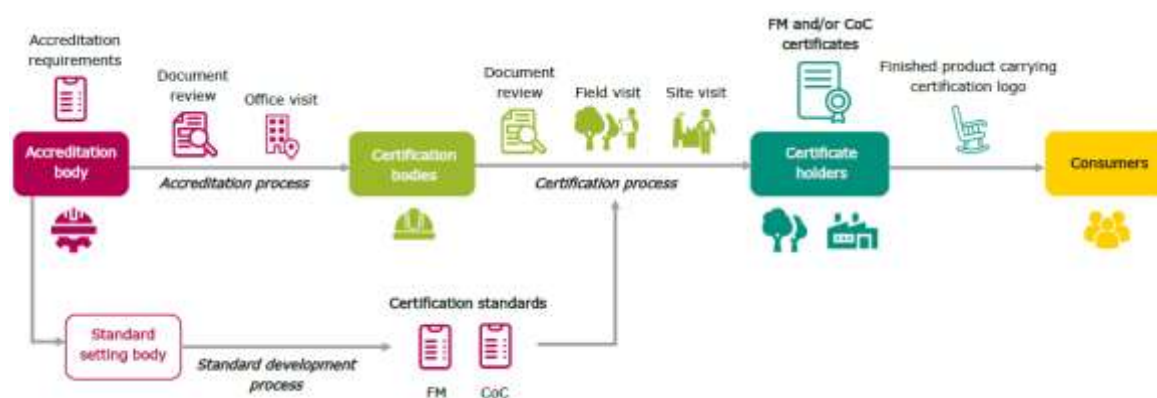 Accreditation
requirements
Document
review
Office visit
Document
review
Field visit
Site visit
FM and/or CoC
certificates
Finished product carrying
certification logo
Accreditation
body
Accreditation process
Certification
bodies
Certification process
Certificate
holders
Consumers
Standard
setting body
Standard development
process
Certification standards
FM
CoC